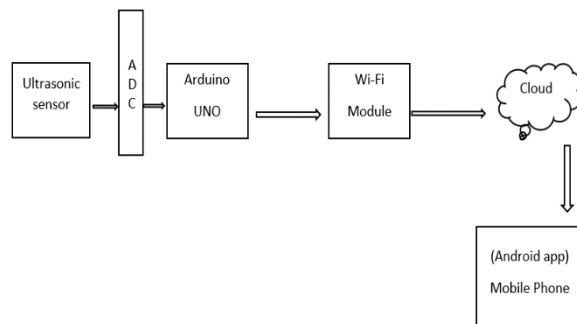 Ultrasonic
sensor
A
D
C
Arduino
UNO
Wi-Fi
Module
Cloud
(Android app)
Mobile Phone